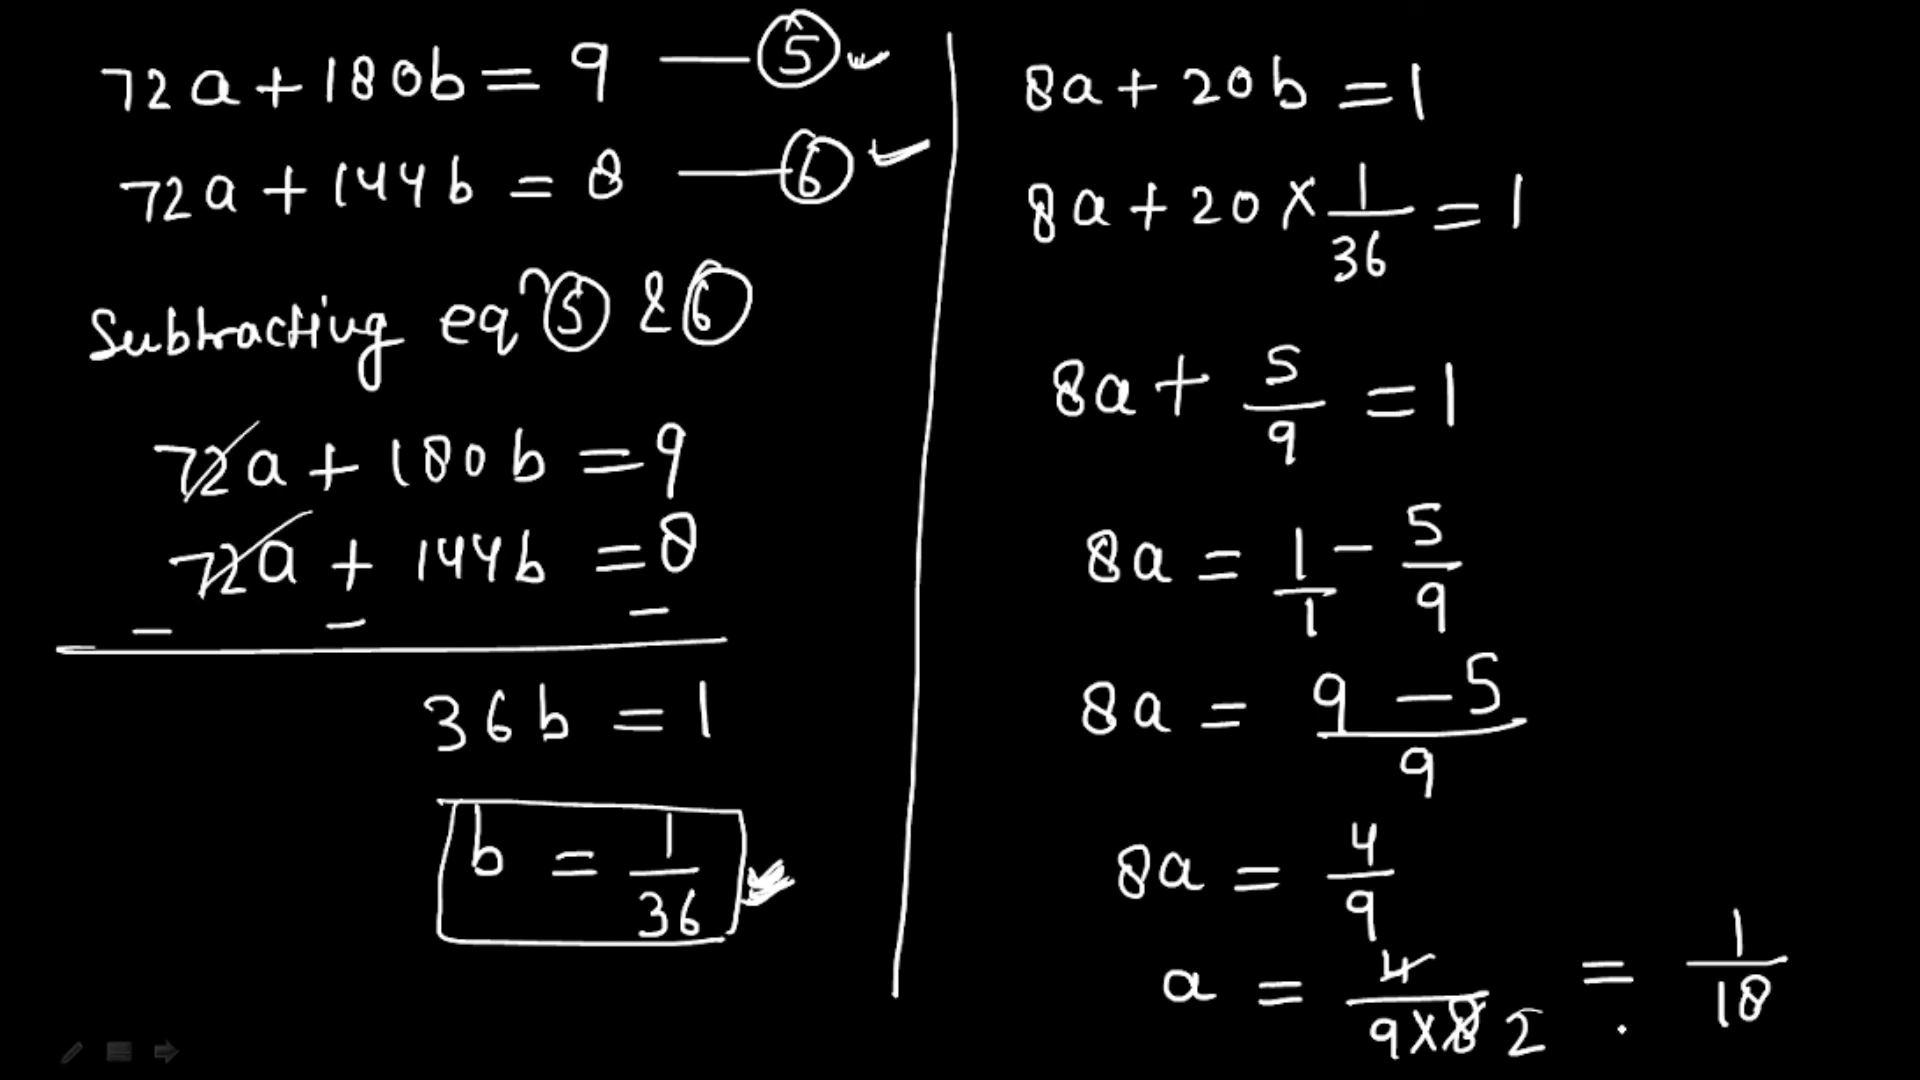 72a + 180b = 9 — ⑤
72a + 144b = 8 — ⑥
Subtracting eqⁿ ⑤ & ⑥
72a + 180b = 9
72a + 144b = 8
− − −
36b = 1
b = 1/36
8a + 20b = 1
8a + 20 × 1/36 = 1
8a + 5/9 = 1
8a = 1/1 − 5/9
8a = (9 − 5)/9
8a = 4/9
a = 4/(9×8) 2 = 1/18